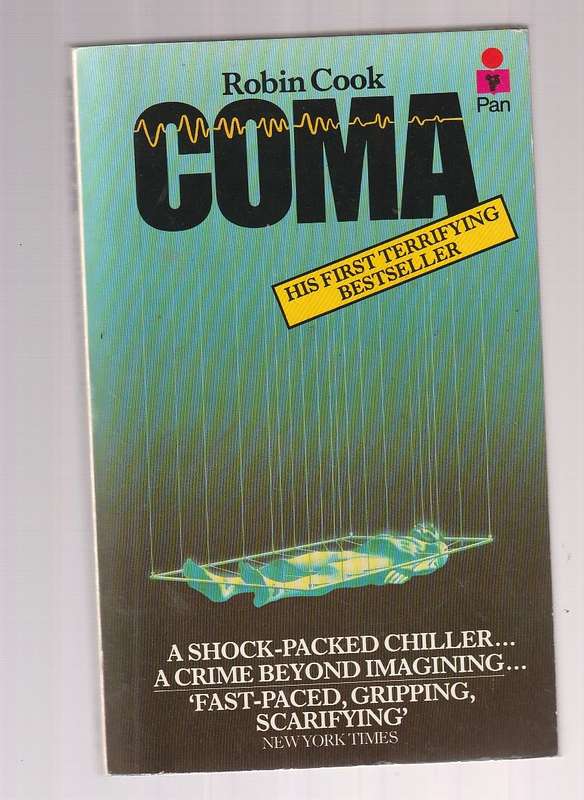 Robin Cook
COMA
Pan
HIS FIRST TERRIFYING
BESTSELLER
A SHOCK-PACKED CHILLER...
A CRIME BEYOND IMAGINING...
‘FAST-PACED, GRIPPING,
SCARIFYING’
NEW YORK TIMES